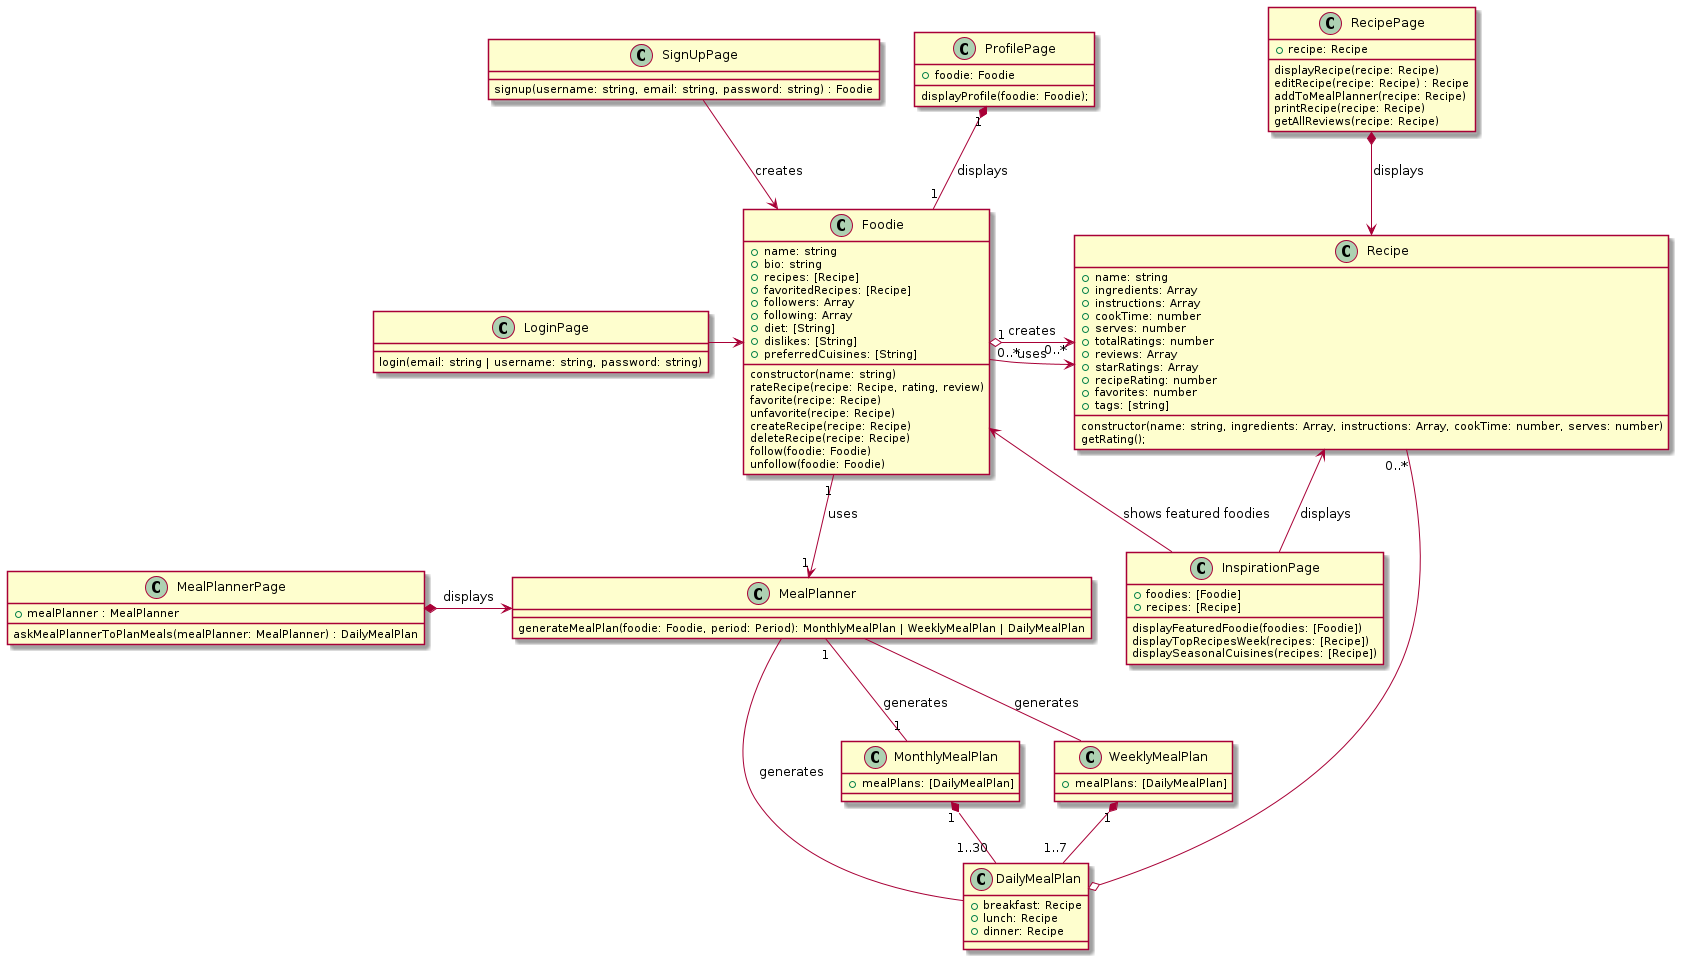 C RecipePage
recipe: Recipe
displayRecipe(recipe: Recipe)
editRecipe(recipe: Recipe) : Recipe
addToMealPlanner(recipe: Recipe)
printRecipe(recipe: Recipe)
getAllReviews(recipe: Recipe)
C SignUpPage
signup(username: string, email: string, password: string) : Foodie
C ProfilePage
foodie: Foodie
displayProfile(foodie: Foodie);
1
creates
displays
displays
1
C Foodie
name: string
bio: string
recipes: [Recipe]
favoritedRecipes: [Recipe]
followers: Array
following: Array
diet: [String]
dislikes: [String]
preferredCuisines: [String]
constructor(name: string)
rateRecipe(recipe: Recipe, rating, review)
favorite(recipe: Recipe)
unfavorite(recipe: Recipe)
createRecipe(recipe: Recipe)
deleteRecipe(recipe: Recipe)
follow(foodie: Foodie)
unfollow(foodie: Foodie)
C Recipe
name: string
ingredients: Array
instructions: Array
cookTime: number
serves: number
totalRatings: number
reviews: Array
starRatings: Array
recipeRating: number
favorites: number
tags: [string]
constructor(name: string, ingredients: Array, instructions: Array, cookTime: number, serves: number)
getRating();
C LoginPage
login(email: string | username: string, password: string)
1 creates
0..* uses 0..*
0..*
1
uses
1
shows featured foodies
displays
C MealPlannerPage
mealPlanner : MealPlanner
askMealPlannerToPlanMeals(mealPlanner: MealPlanner) : DailyMealPlan
displays
C MealPlanner
generateMealPlan(foodie: Foodie, period: Period): MonthlyMealPlan | WeeklyMealPlan | DailyMealPlan
C InspirationPage
foodies: [Foodie]
recipes: [Recipe]
displayFeaturedFoodie(foodies: [Foodie])
displayTopRecipesWeek(recipes: [Recipe])
displaySeasonalCuisines(recipes: [Recipe])
1
generates
generates
1
generates
C MonthlyMealPlan
mealPlans: [DailyMealPlan]
C WeeklyMealPlan
mealPlans: [DailyMealPlan]
1
1
1..30
1..7
C DailyMealPlan
breakfast: Recipe
lunch: Recipe
dinner: Recipe